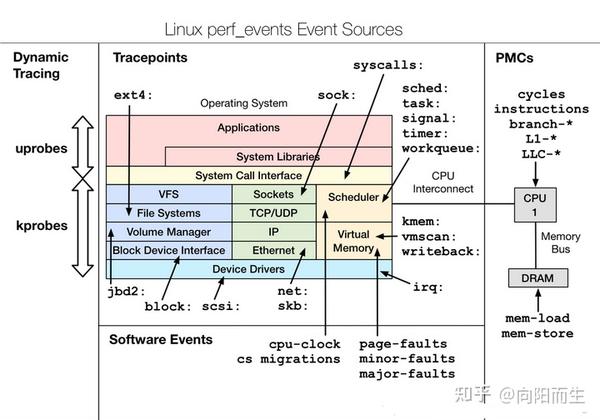 Linux perf_events Event Sources
Dynamic
Tracing
Tracepoints
PMCs
syscalls:
ext4:
sock:
sched:
task:
signal:
timer:
workqueue:
Operating System
cycles
instructions
branch-*
L1-*
LLC-*
uprobes
kprobes
Applications
System Libraries
System Call Interface
VFS
File Systems
Volume Manager
Block Device Interface
Sockets
TCP/UDP
IP
Ethernet
Scheduler
Virtual
Memory
Device Drivers
CPU
Interconnect
CPU
1
kmem:
vmscan:
writeback:
Memory
Bus
DRAM
jbd2:
block:
scsi:
net:
skb:
irq:
mem-load
mem-store
Software Events
cpu-clock
cs migrations
page-faults
minor-faults
major-faults
知乎 @向阳而生